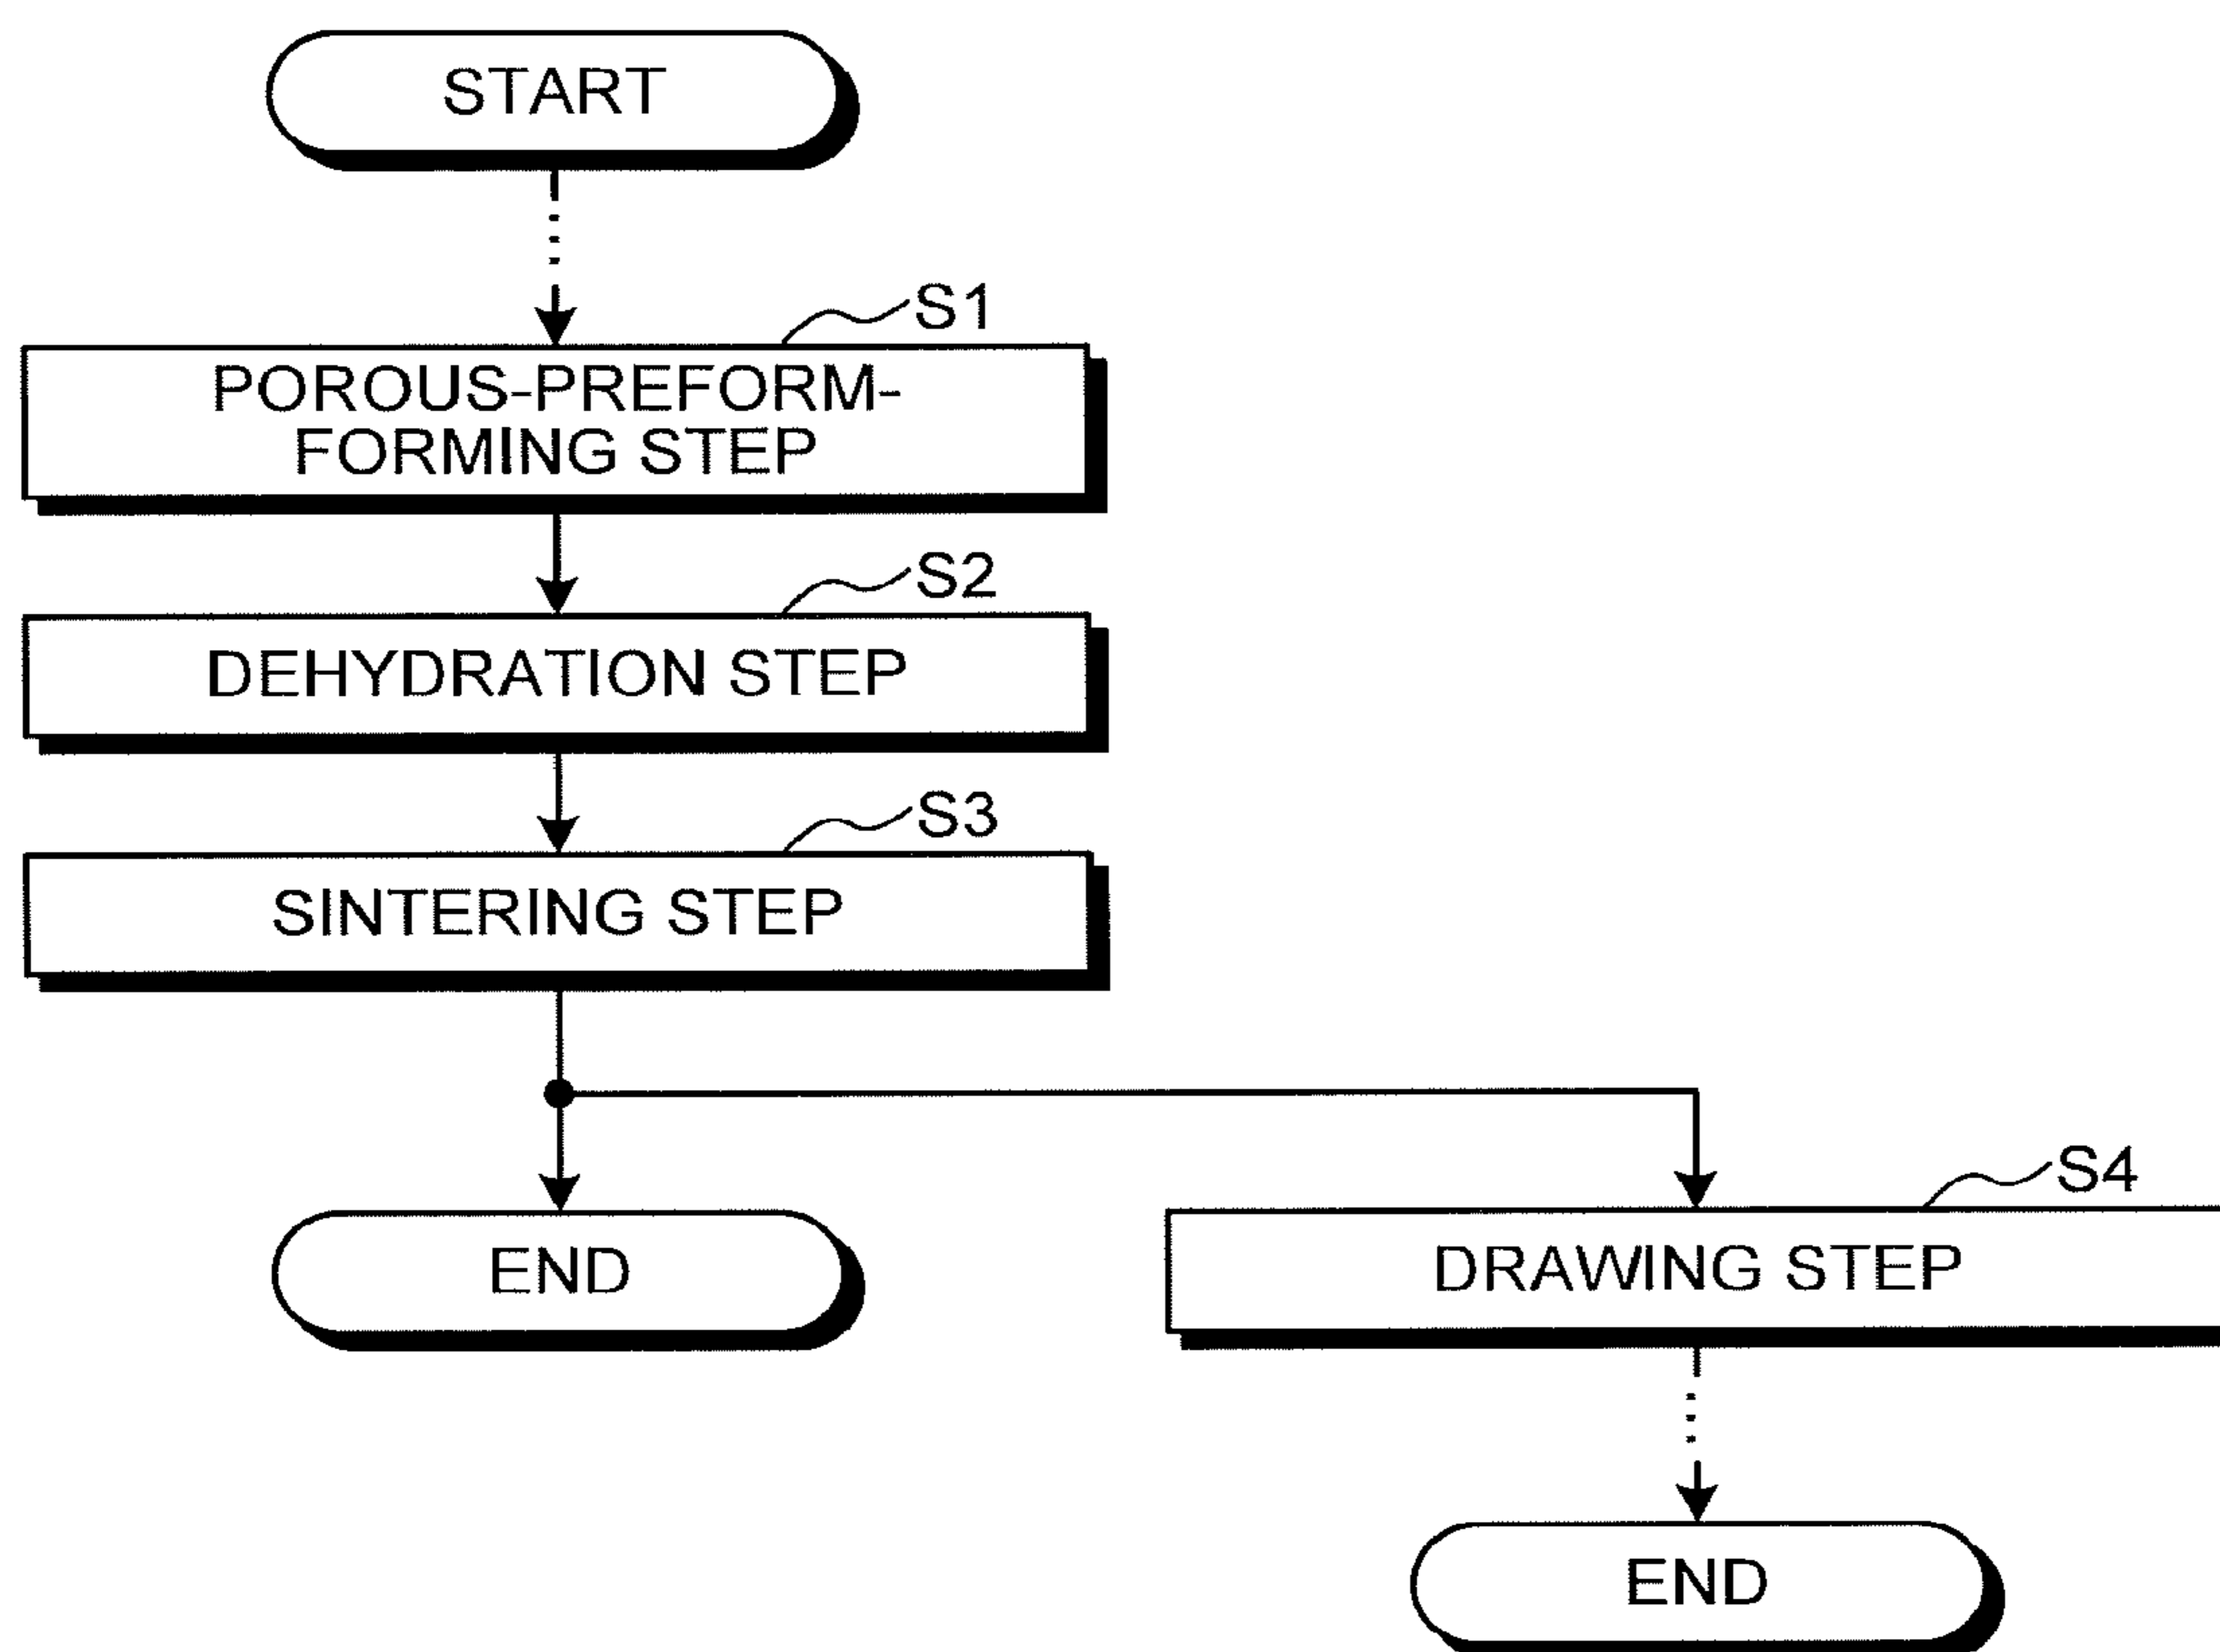 START
S1
POROUS-PREFORM-
FORMING STEP
S2
DEHYDRATION STEP
S3
SINTERING STEP
S4
END
DRAWING STEP
END